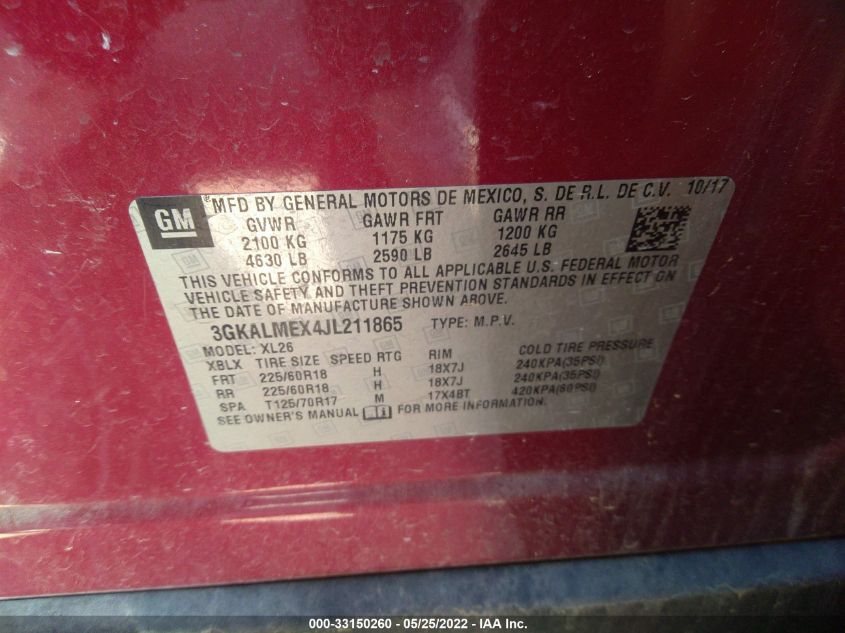 GM
®MFD BY GENERAL MOTORS DE MEXICO, S. DE R.L. DE C.V. 10/17
GVWR GAWR FRT GAWR RR
2100 KG 1175 KG 1200 KG
4630 LB 2590 LB 2645 LB
THIS VEHICLE CONFORMS TO ALL APPLICABLE U.S. FEDERAL MOTOR
VEHICLE SAFETY AND THEFT PREVENTION STANDARDS IN EFFECT ON
THE DATE OF MANUFACTURE SHOWN ABOVE.
3GKALMEX4JL211865 TYPE: M.P.V.
MODEL: XL26
XBLX TIRE SIZE SPEED RTG RIM COLD TIRE PRESSURE
FRT 225/60R18 H 18X7J 240KPA(35PSI)
RR 225/60R18 H 18X7J 240KPA(35PSI)
SPA T125/70R17 M 17X4BT 420KPA(60PSI)
SEE OWNER'S MANUAL FOR MORE INFORMATION.
000-33150260 - 05/25/2022 - IAA Inc.